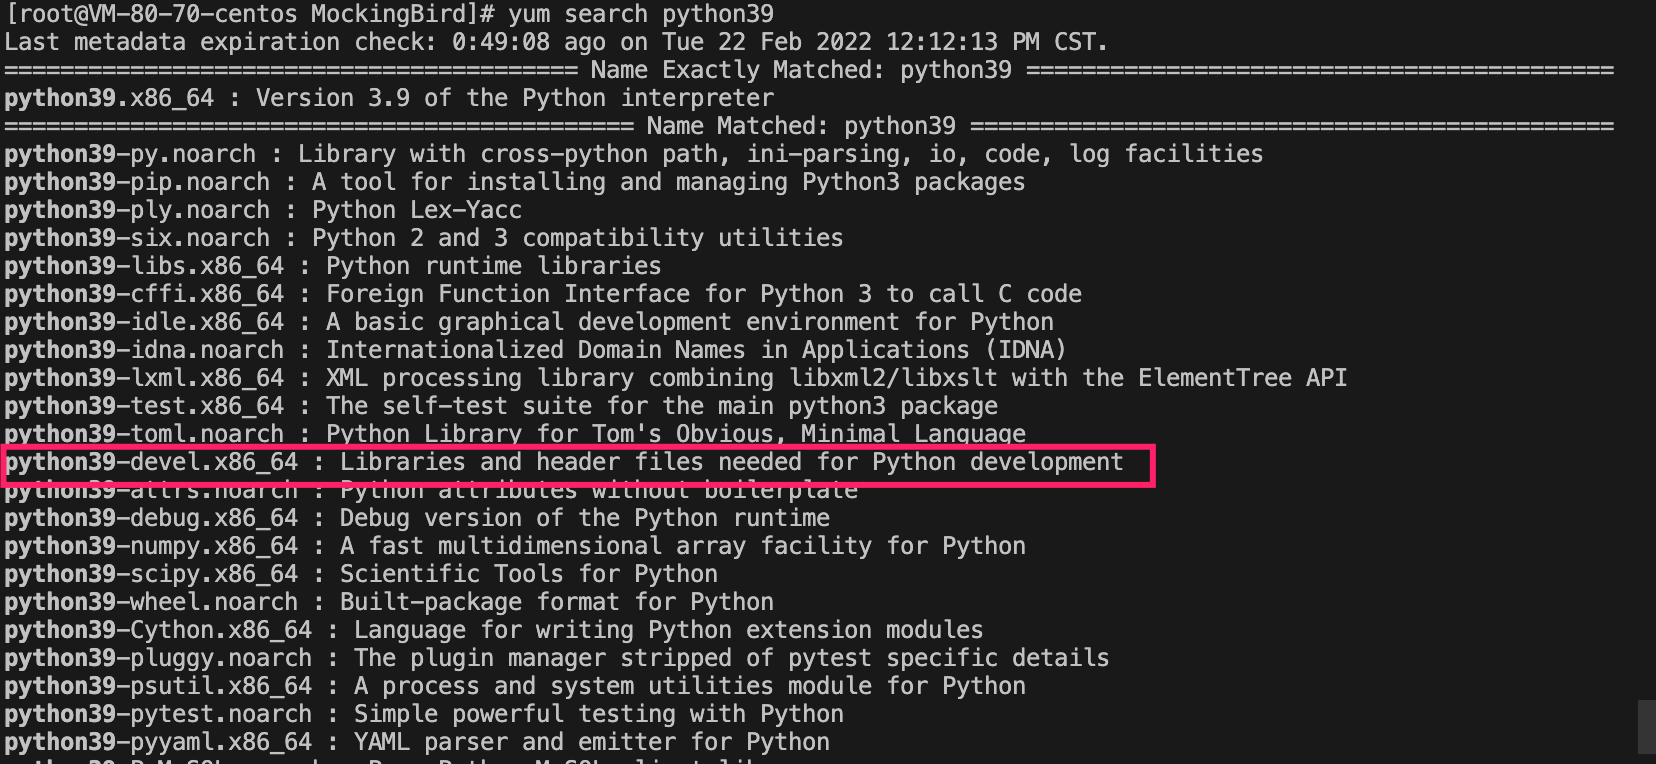 [root@VM-80-70-centos MockingBird]# yum search python39
Last metadata expiration check: 0:49:08 ago on Tue 22 Feb 2022 12:12:13 PM CST.
========================================= Name Exactly Matched: python39 ==========================================
python39.x86_64 : Version 3.9 of the Python interpreter
============================================= Name Matched: python39 ==============================================
python39-py.noarch : Library with cross-python path, ini-parsing, io, code, log facilities
python39-pip.noarch : A tool for installing and managing Python3 packages
python39-ply.noarch : Python Lex-Yacc
python39-six.noarch : Python 2 and 3 compatibility utilities
python39-libs.x86_64 : Python runtime libraries
python39-cffi.x86_64 : Foreign Function Interface for Python 3 to call C code
python39-idle.x86_64 : A basic graphical development environment for Python
python39-idna.noarch : Internationalized Domain Names in Applications (IDNA)
python39-lxml.x86_64 : XML processing library combining libxml2/libxslt with the ElementTree API
python39-test.x86_64 : The self-test suite for the main python3 package
python39-toml.noarch : Python Library for Tom's Obvious, Minimal Language
python39-devel.x86_64 : Libraries and header files needed for Python development
python39-attrs.noarch : Python attributes without boilerplate
python39-debug.x86_64 : Debug version of the Python runtime
python39-numpy.x86_64 : A fast multidimensional array facility for Python
python39-scipy.x86_64 : Scientific Tools for Python
python39-wheel.noarch : Built-package format for Python
python39-Cython.x86_64 : Language for writing Python extension modules
python39-pluggy.noarch : The plugin manager stripped of pytest specific details
python39-psutil.x86_64 : A process and system utilities module for Python
python39-pytest.noarch : Simple powerful testing with Python
python39-pyyaml.x86_64 : YAML parser and emitter for Python